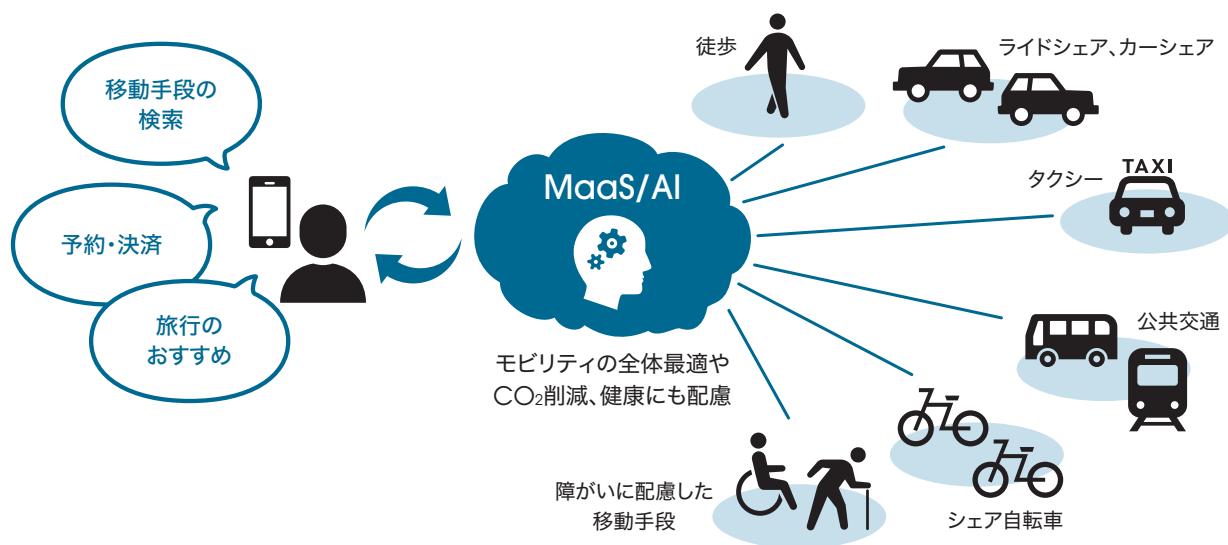 移動手段の
検索
予約・決済
旅行の
おすすめ
MaaS/AI
モビリティの全体最適や
CO₂削減、健康にも配慮
徒歩
ライドシェア、カーシェア
タクシー
TAXI
公共交通
シェア自転車
障がいに配慮した
移動手段